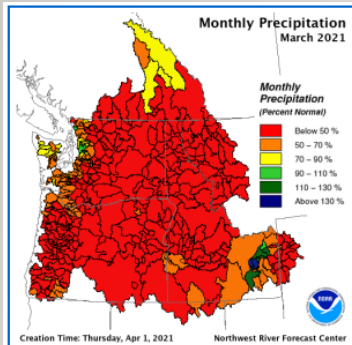 Monthly Precipitation
March 2021
Monthly
Precipitation
(Percent Normal)
Below 50 %
50 – 70 %
70 – 90 %
90 – 110 %
110 – 130 %
Above 130 %
NOAA
Creation Time: Thursday, Apr 1, 2021
Northwest River Forecast Center